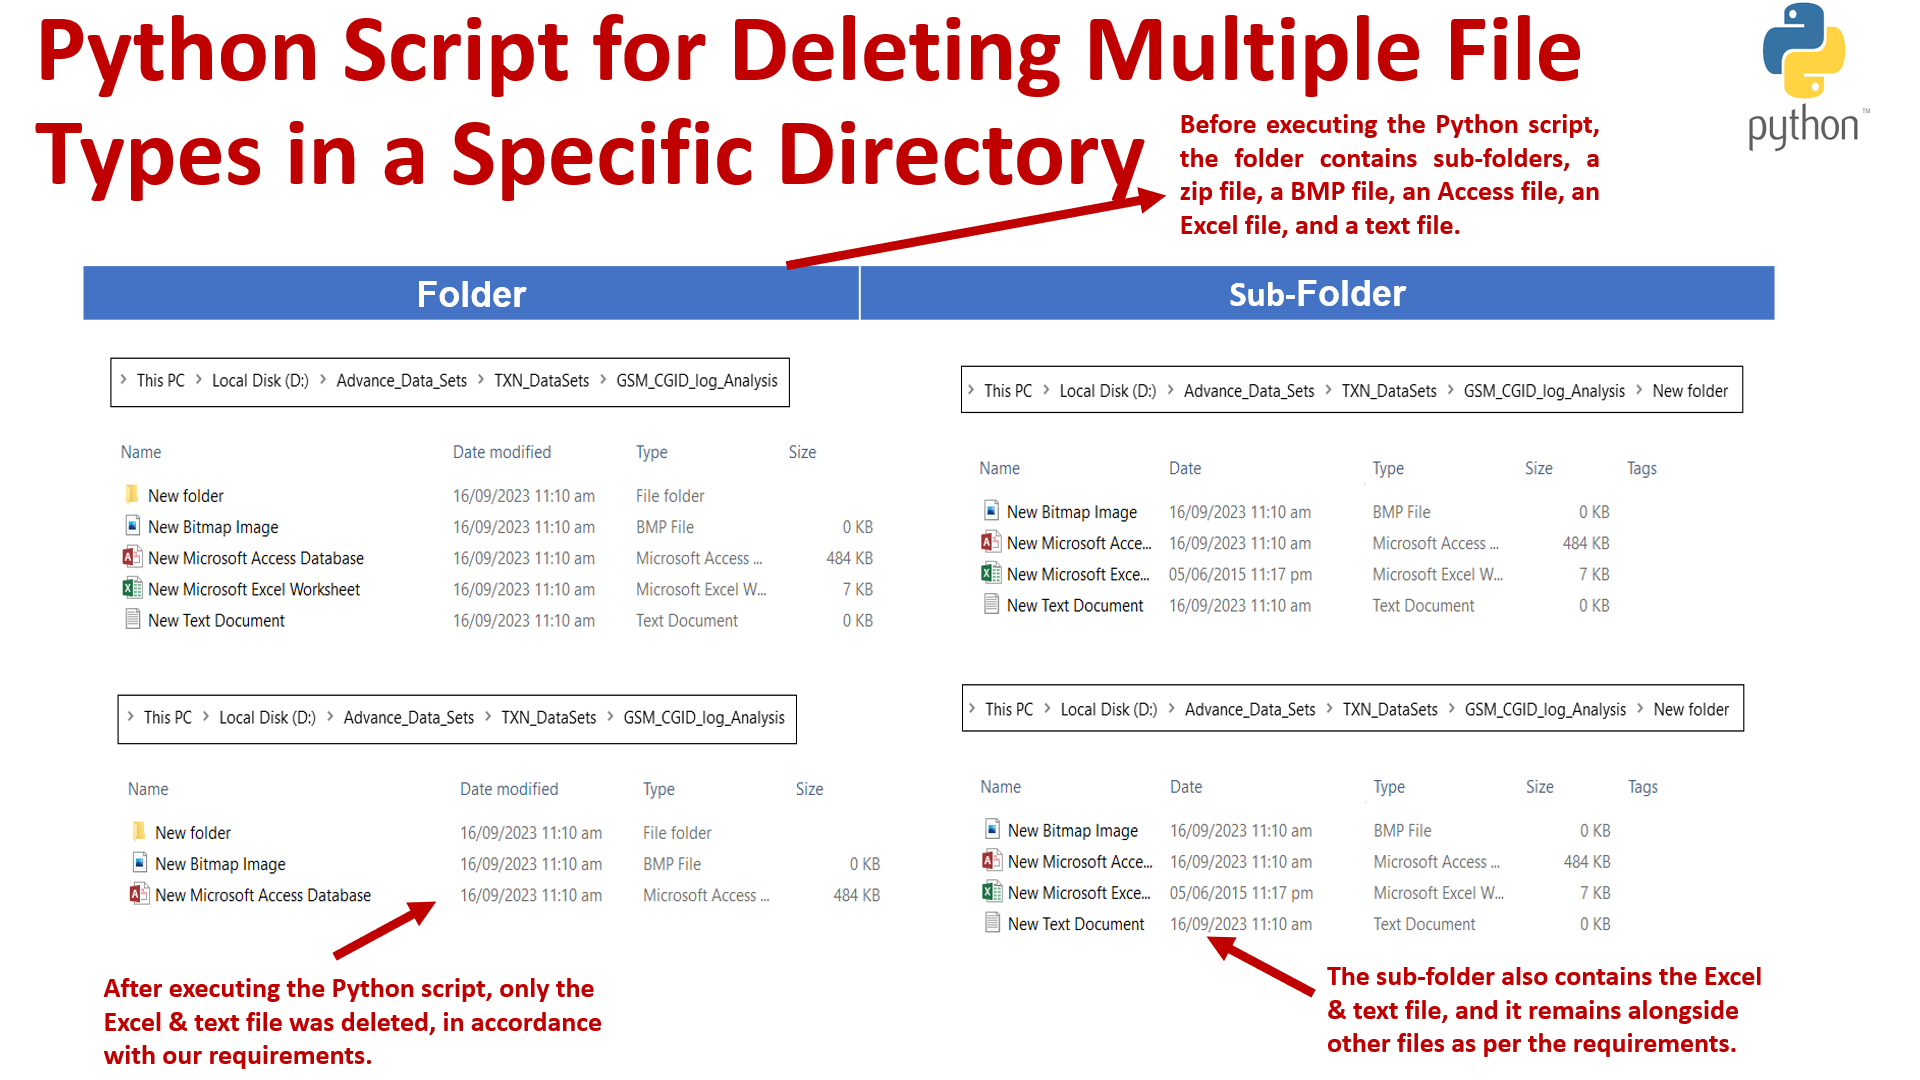 Python Script for Deleting Multiple File
Types in a Specific Directory
python™
Before executing the Python script,
the folder contains sub-folders, a
zip file, a BMP file, an Access file, an
Excel file, and a text file.
Folder
Sub-Folder
> This PC > Local Disk (D:) > Advance_Data_Sets > TXN_DataSets > GSM_CGID_log_Analysis
Name Date modified Type Size
New folder 16/09/2023 11:10 am File folder
New Bitmap Image 16/09/2023 11:10 am BMP File 0 KB
New Microsoft Access Database 16/09/2023 11:10 am Microsoft Access ... 484 KB
New Microsoft Excel Worksheet 16/09/2023 11:10 am Microsoft Excel W... 7 KB
New Text Document 16/09/2023 11:10 am Text Document 0 KB
> This PC > Local Disk (D:) > Advance_Data_Sets > TXN_DataSets > GSM_CGID_log_Analysis > New folder
Name Date Type Size Tags
New Bitmap Image 16/09/2023 11:10 am BMP File 0 KB
New Microsoft Acce... 16/09/2023 11:10 am Microsoft Access ... 484 KB
New Microsoft Exce... 05/06/2015 11:17 pm Microsoft Excel W... 7 KB
New Text Document 16/09/2023 11:10 am Text Document 0 KB
> This PC > Local Disk (D:) > Advance_Data_Sets > TXN_DataSets > GSM_CGID_log_Analysis
Name Date modified Type Size
New folder 16/09/2023 11:10 am File folder
New Bitmap Image 16/09/2023 11:10 am BMP File 0 KB
New Microsoft Access Database 16/09/2023 11:10 am Microsoft Access ... 484 KB
> This PC > Local Disk (D:) > Advance_Data_Sets > TXN_DataSets > GSM_CGID_log_Analysis > New folder
Name Date Type Size Tags
New Bitmap Image 16/09/2023 11:10 am BMP File 0 KB
New Microsoft Acce... 16/09/2023 11:10 am Microsoft Access ... 484 KB
New Microsoft Exce... 05/06/2015 11:17 pm Microsoft Excel W... 7 KB
New Text Document 16/09/2023 11:10 am Text Document 0 KB
After executing the Python script, only the
Excel & text file was deleted, in accordance
with our requirements.
The sub-folder also contains the Excel
& text file, and it remains alongside
other files as per the requirements.